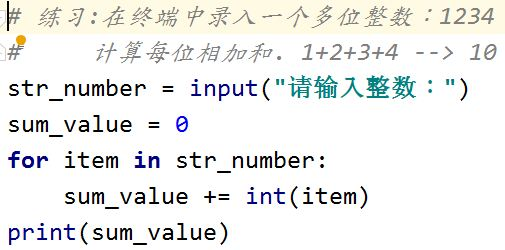 # 练习:在终端中录入一个多位整数：1234
#     计算每位相加和. 1+2+3+4 --> 10
str_number = input("请输入整数：")
sum_value = 0
for item in str_number:
    sum_value += int(item)
print(sum_value)